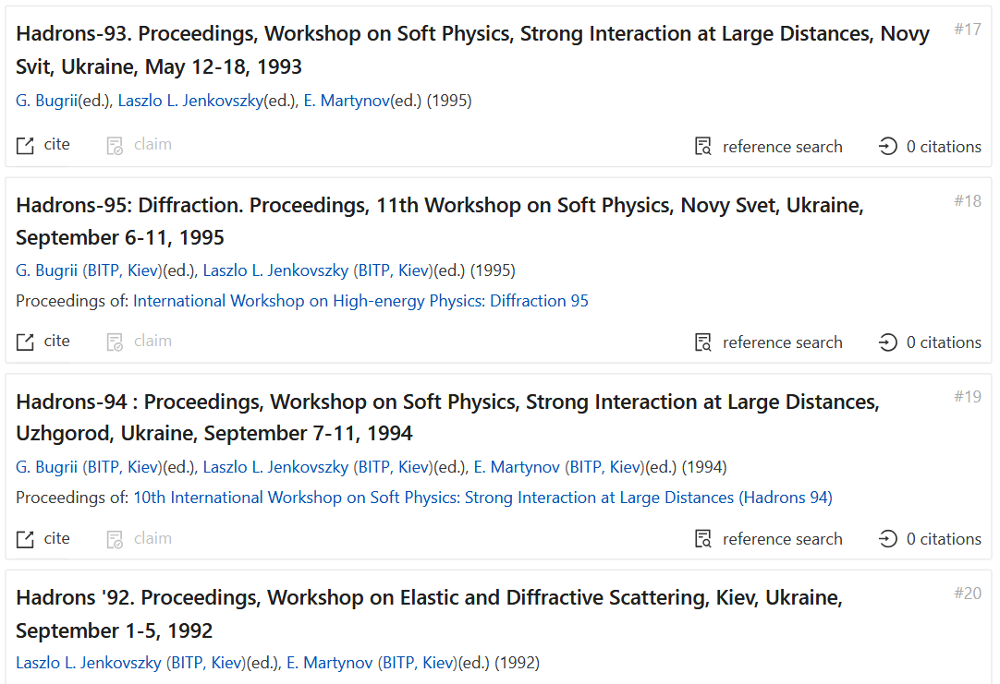 Hadrons-93. Proceedings, Workshop on Soft Physics, Strong Interaction at Large Distances, Novy
#17
Svit, Ukraine, May 12-18, 1993
G. Bugrii(ed.), Laszlo L. Jenkovszky(ed.), E. Martynov(ed.) (1995)
cite claim reference search 0 citations
Hadrons-95: Diffraction. Proceedings, 11th Workshop on Soft Physics, Novy Svet, Ukraine,
#18
September 6-11, 1995
G. Bugrii (BITP, Kiev)(ed.), Laszlo L. Jenkovszky (BITP, Kiev)(ed.) (1995)
Proceedings of: International Workshop on High-energy Physics: Diffraction 95
cite claim reference search 0 citations
Hadrons-94 : Proceedings, Workshop on Soft Physics, Strong Interaction at Large Distances,
#19
Uzhgorod, Ukraine, September 7-11, 1994
G. Bugrii (BITP, Kiev)(ed.), Laszlo L. Jenkovszky (BITP, Kiev)(ed.), E. Martynov (BITP, Kiev)(ed.) (1994)
Proceedings of: 10th International Workshop on Soft Physics: Strong Interaction at Large Distances (Hadrons 94)
cite claim reference search 0 citations
Hadrons '92. Proceedings, Workshop on Elastic and Diffractive Scattering, Kiev, Ukraine,
#20
September 1-5, 1992
Laszlo L. Jenkovszky (BITP, Kiev)(ed.), E. Martynov (BITP, Kiev)(ed.) (1992)